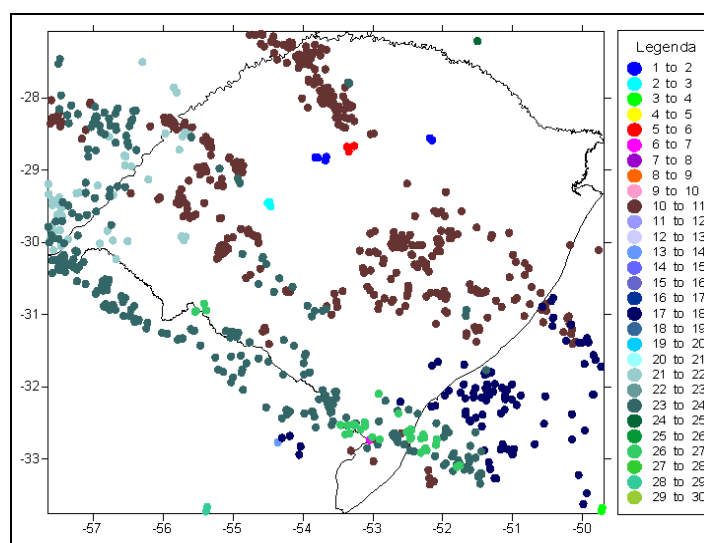 Legenda
1 to 2
2 to 3
3 to 4
4 to 5
5 to 6
6 to 7
7 to 8
8 to 9
9 to 10
10 to 11
11 to 12
12 to 13
13 to 14
14 to 15
15 to 16
16 to 17
17 to 18
18 to 19
19 to 20
20 to 21
21 to 22
22 to 23
23 to 24
24 to 25
25 to 26
26 to 27
27 to 28
28 to 29
29 to 30
-28
-29
-30
-31
-32
-33
-57 -56 -55 -54 -53 -52 -51 -50